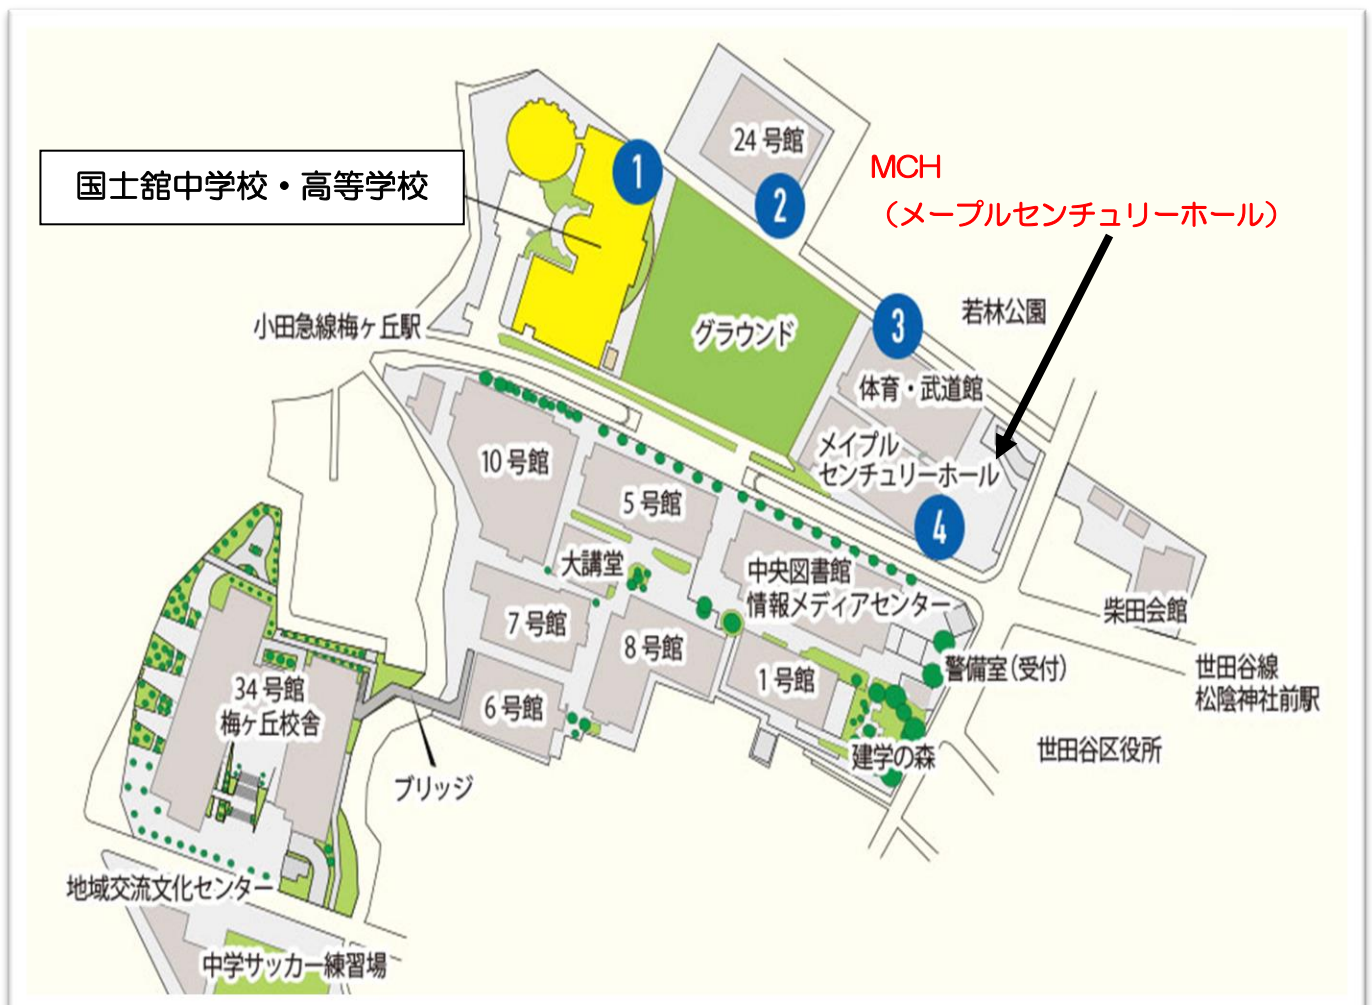 24 号館
1
MCH
国士舘中学校・高等学校
2
（メープルセンチュリーホール）
小田急線梅ヶ丘駅
グラウンド
3
若林公園
体育・武道館
メイプル
センチュリーホール
10 号館
5 号館
4
大講堂
中央図書館
情報メディアセンター
7 号館
8 号館
柴田会館
34 号館
梅ヶ丘校舎
6 号館
1 号館
警備室（受付）
世田谷線
松陰神社前駅
建学の森
世田谷区役所
ブリッジ
地域交流文化センター
中学サッカー練習場